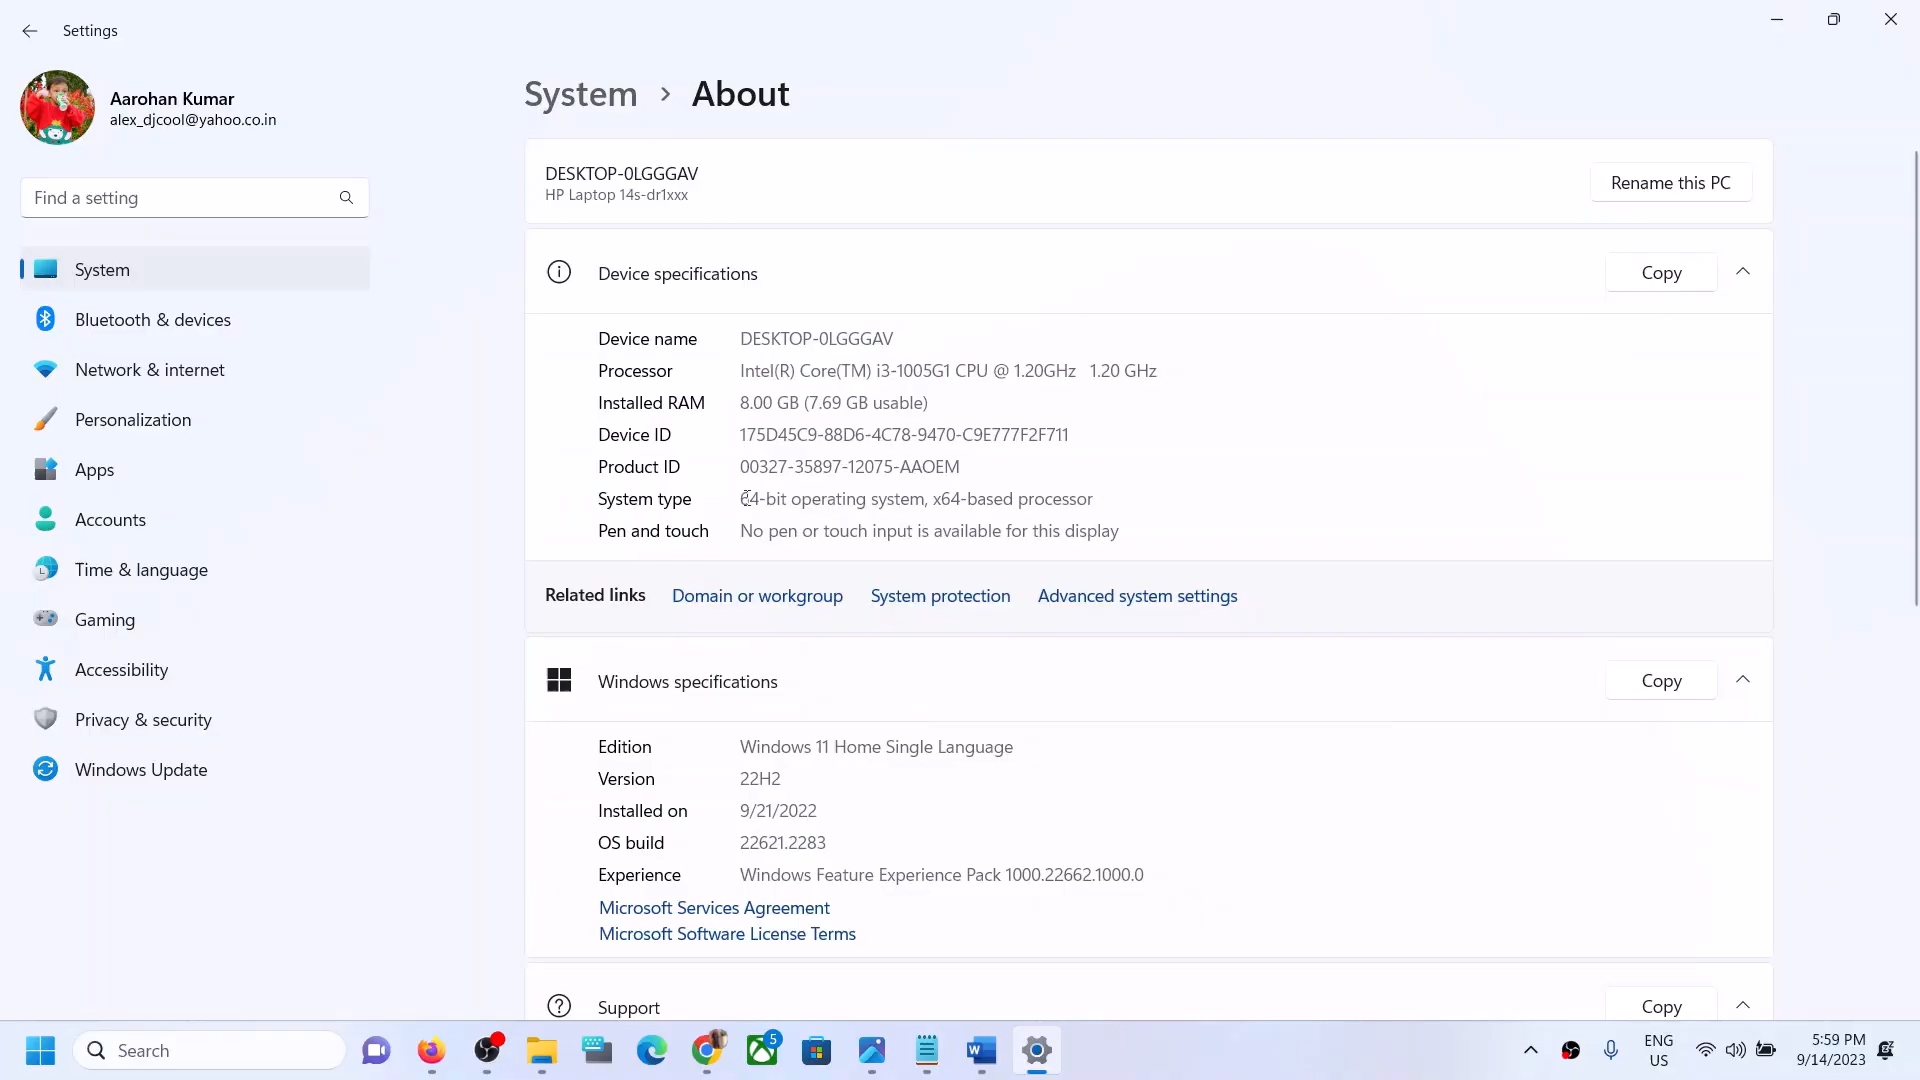 Settings
Aarohan Kumar
alex_djcool@yahoo.co.in
Find a setting
System
Bluetooth & devices
Network & internet
Personalization
Apps
Accounts
Time & language
Gaming
Accessibility
Privacy & security
Windows Update
System > About
DESKTOP-0LGGGAV
HP Laptop 14s-dr1xxx
Rename this PC
Device specifications
Copy
Device name DESKTOP-0LGGGAV
Processor Intel(R) Core(TM) i3-1005G1 CPU @ 1.20GHz 1.20 GHz
Installed RAM 8.00 GB (7.69 GB usable)
Device ID 175D45C9-88D6-4C78-9470-C9E777F2F711
Product ID 00327-35897-12075-AAOEM
System type 64-bit operating system, x64-based processor
Pen and touch No pen or touch input is available for this display
Related links Domain or workgroup System protection Advanced system settings
Windows specifications
Copy
Edition Windows 11 Home Single Language
Version 22H2
Installed on 9/21/2022
OS build 22621.2283
Experience Windows Feature Experience Pack 1000.22662.1000.0
Microsoft Services Agreement
Microsoft Software License Terms
Support
Copy
Search
5
W
ENG
US
5:59 PM
9/14/2023